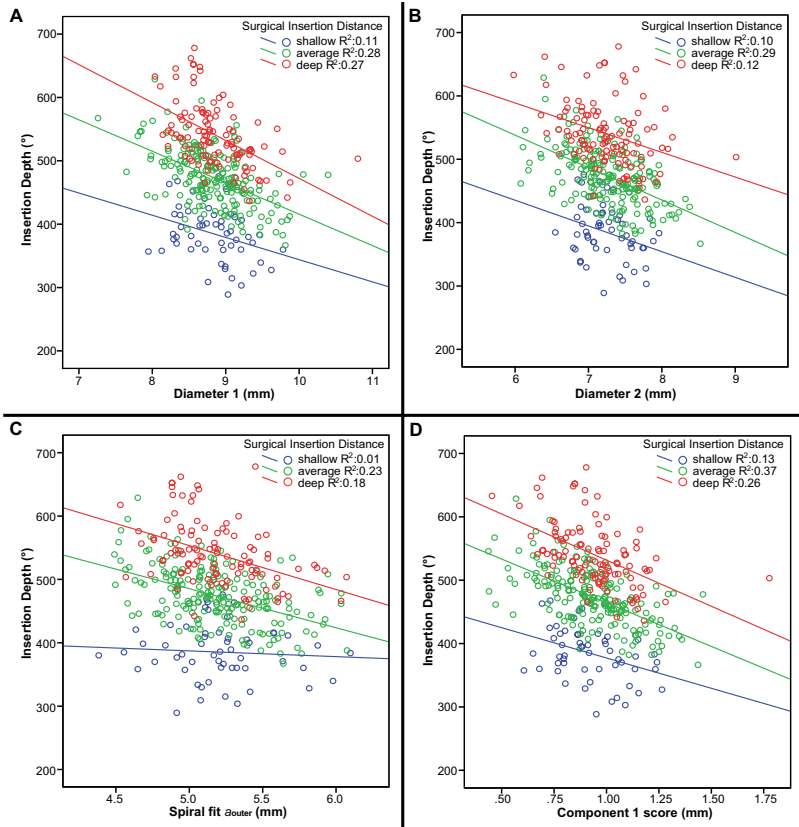 A
Surgical Insertion Distance
shallow R²:0.11
average R²:0.28
deep R²:0.27
Insertion Depth (°)
700
600
500
400
300
200
7 8 9 10 11
Diameter 1 (mm)
B
Surgical Insertion Distance
shallow R²:0.10
average R²:0.29
deep R²:0.12
Insertion Depth (°)
700
600
500
400
300
200
6 7 8 9
Diameter 2 (mm)
C
Surgical Insertion Distance
shallow R²:0.01
average R²:0.23
deep R²:0.18
Insertion Depth (°)
700
600
500
400
300
200
4.5 5.0 5.5 6.0
Spiral fit aouter (mm)
D
Surgical Insertion Distance
shallow R²:0.13
average R²:0.37
deep R²:0.26
Insertion Depth (°)
700
600
500
400
300
200
.50 .75 1.00 1.25 1.50 1.75
Component 1 score (mm)